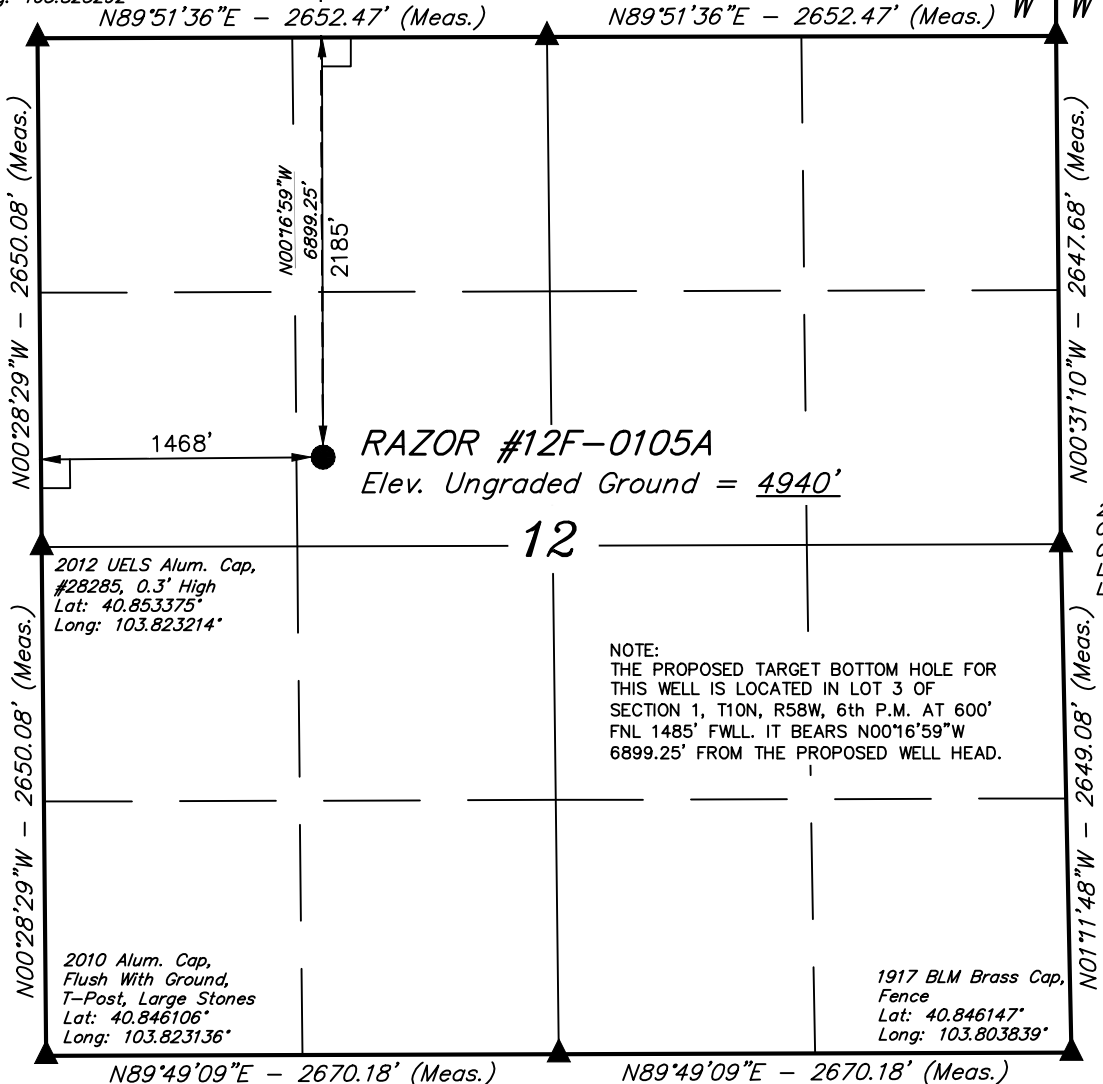 N89°51'36"E - 2652.47' (Meas.)
N89°51'36"E - 2652.47' (Meas.)
W
W
N00°28'29"W - 2650.08' (Meas.)
N00°16'59"W
6899.25'
2185'
N00°31'10"W - 2647.68' (Meas.)
1468'
RAZOR #12F-0105A
Elev. Ungraded Ground = 4940'
12
2012 UELS Alum. Cap,
#28285, 0.3' High
Lat: 40.853375°
Long: 103.823214°
NOTE:
THE PROPOSED TARGET BOTTOM HOLE FOR
THIS WELL IS LOCATED IN LOT 3 OF
SECTION 1, T10N, R58W, 6th P.M. AT 600'
FNL 1485' FWLL. IT BEARS N00°16'59"W
6899.25' FROM THE PROPOSED WELL HEAD.
N00°28'29"W - 2650.08' (Meas.)
N01°11'48"W - 2649.08' (Meas.)
2010 Alum. Cap,
Flush With Ground,
T-Post, Large Stones
Lat: 40.846106°
Long: 103.823136°
1917 BLM Brass Cap,
Fence
Lat: 40.846147°
Long: 103.803839°
N89°49'09"E - 2670.18' (Meas.)
N89°49'09"E - 2670.18' (Meas.)